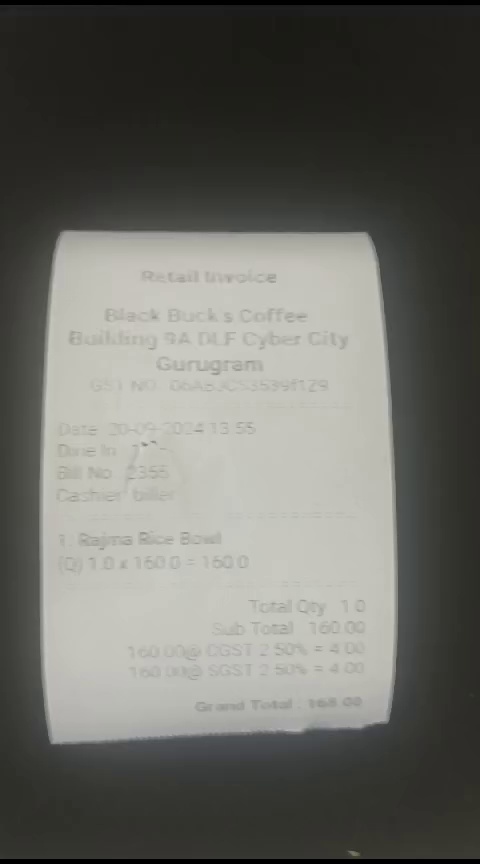 Retail Invoice
Black Buck s Coffee
Building 9A DLF Cyber City
Gurugram
GST NO
Date 20-09-2024 13 55
Dine In
Bill No 2355
Cashier biller
1. Rajma Rice Bowl
(Q) 1.0 x 160.0 = 160.0
Total Qty 1.0
Sub Total 160.00
160.00@ CGST 2.50% = 4.00
160.00@ SGST 2.50% = 4.00
Grand Total : 168.00